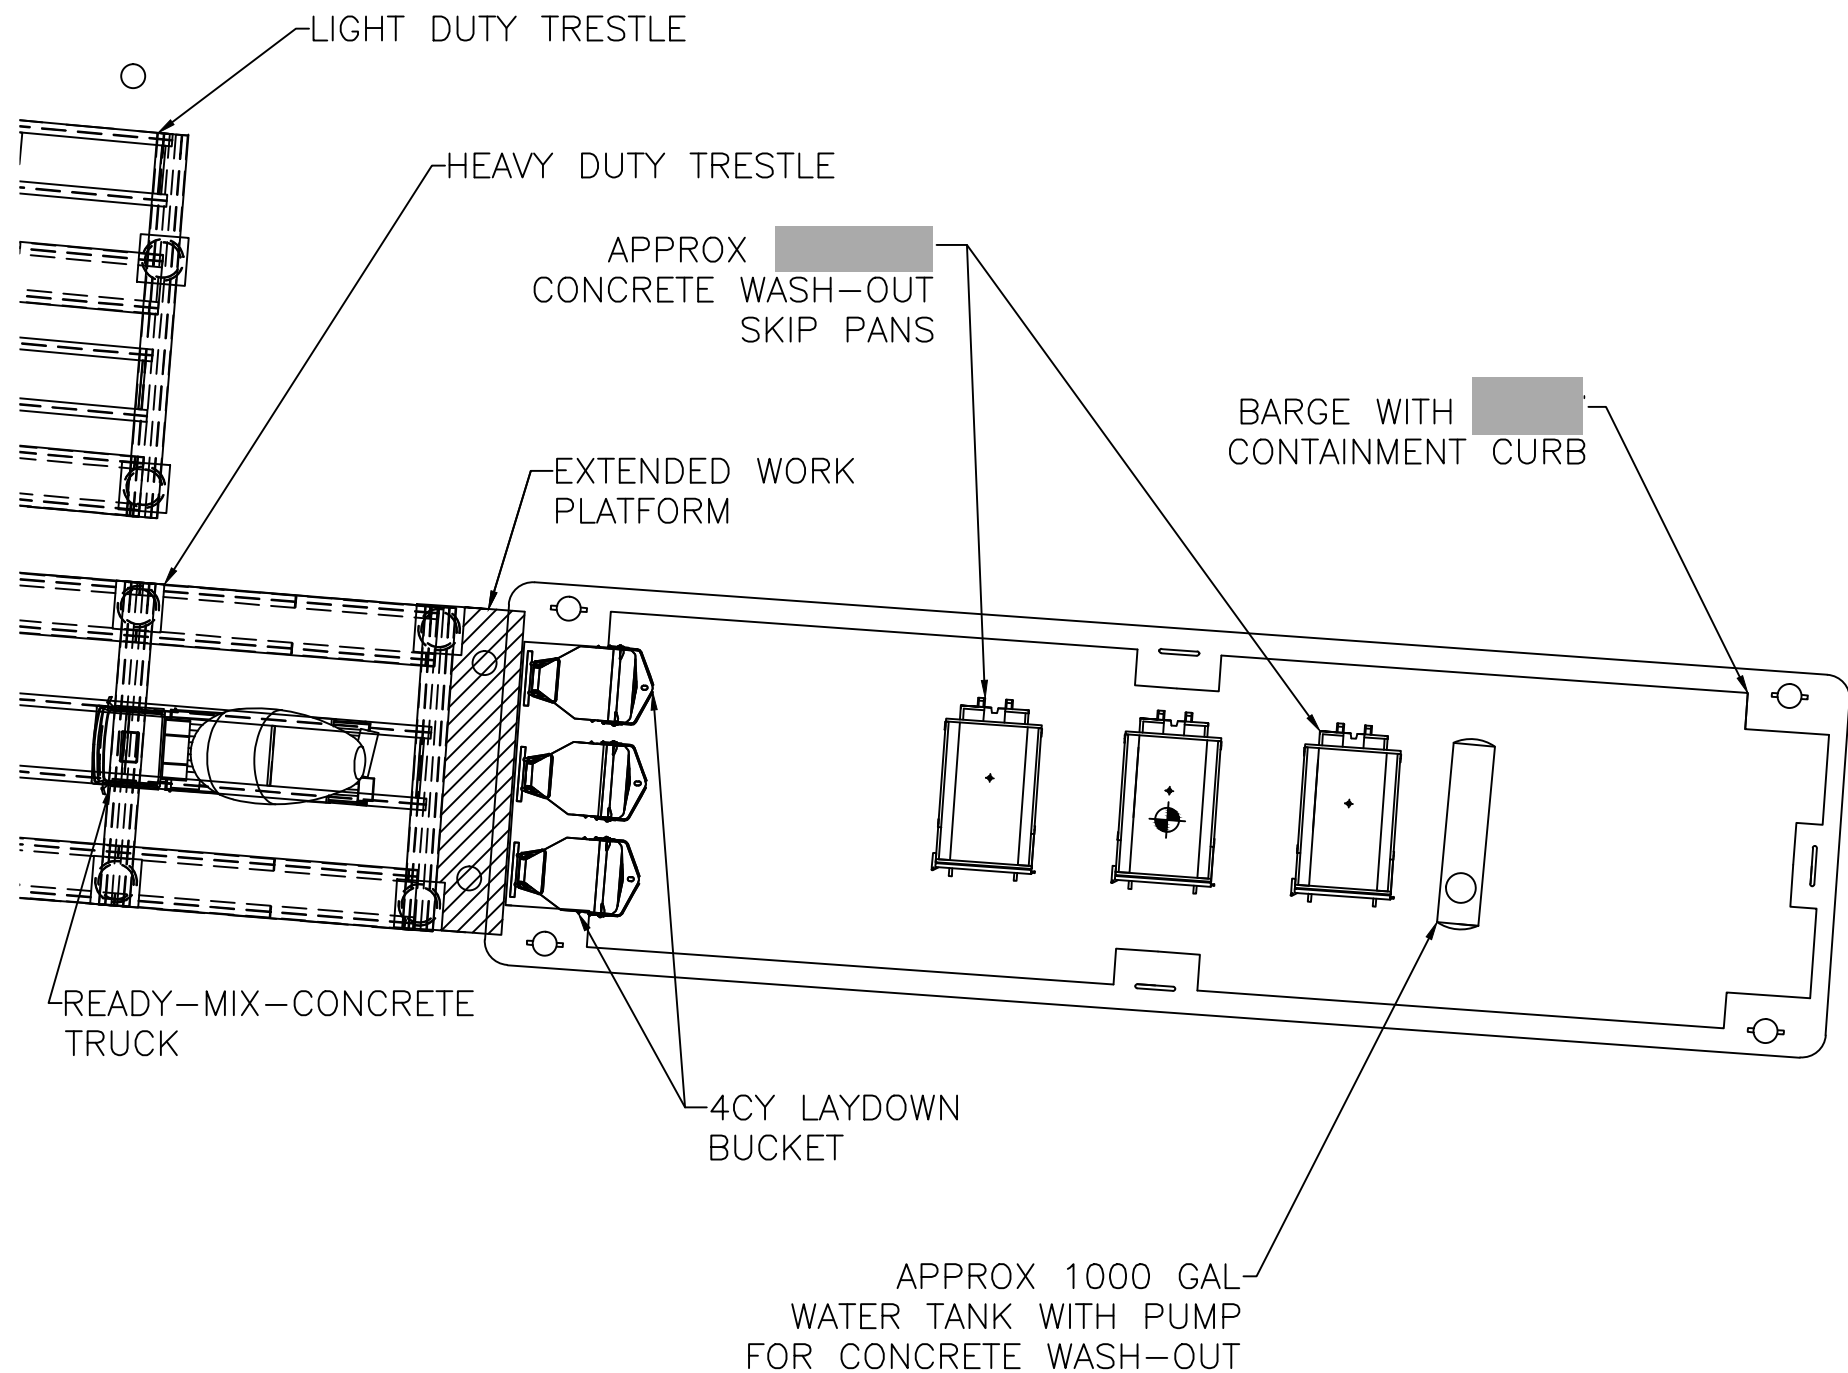 LIGHT DUTY TRESTLE
HEAVY DUTY TRESTLE
APPROX
CONCRETE WASH-OUT
SKIP PANS
BARGE WITH
CONTAINMENT CURB
EXTENDED WORK
PLATFORM
READY-MIX-CONCRETE
TRUCK
4CY LAYDOWN
BUCKET
APPROX 1000 GAL
WATER TANK WITH PUMP
FOR CONCRETE WASH-OUT